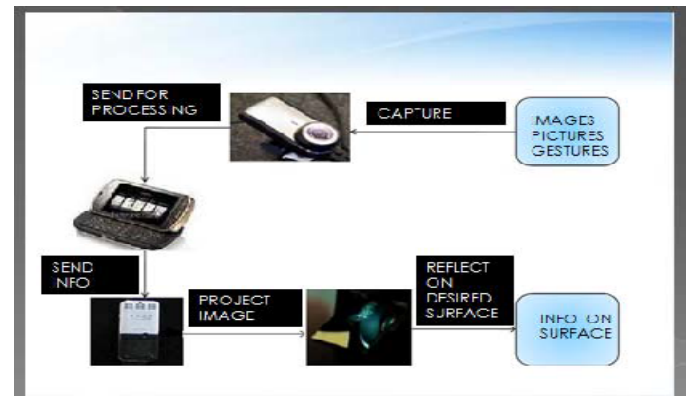 SEND FOR
PROCESSING
CAPTURE
IMAGES
PICTURES
GESTURES
SEND
INFO
PROJECT
IMAGE
REFLECT
ON
DESIRED
SURFACE
INFO ON
SURFACE